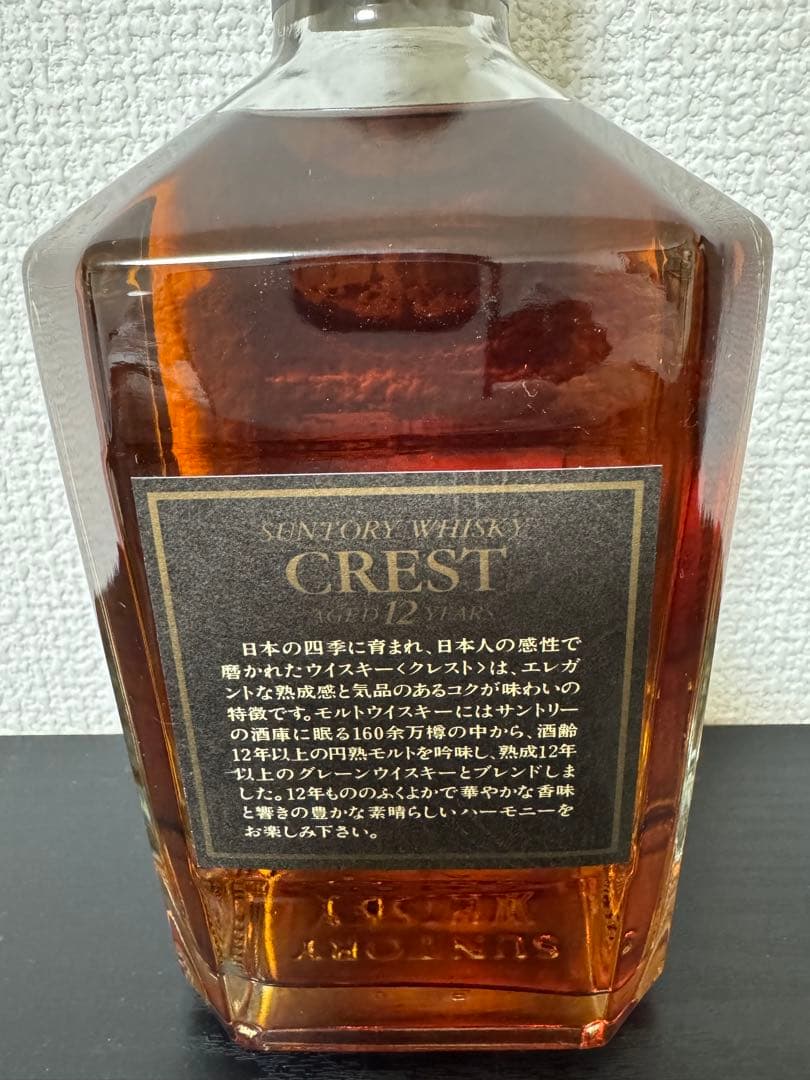 SUNTORY WHISKY
CREST
AGED 12 YEARS
日本の四季に育まれ、日本人の感性で
磨かれたウイスキー〈クレスト〉は、エレガ
ントな熟成感と気品のあるコクが味わいの
特徴です。モルトウイスキーにはサントリー
の酒庫に眠る160余万樽の中から、酒齢
12年以上の円熟モルトを吟味し、熟成12年
以上のグレーンウイスキーとブレンドしま
した。12年もののふくよかで華やかな香味
と響きの豊かな素晴らしいハーモニーを
お楽しみ下さい。
SUNTORY